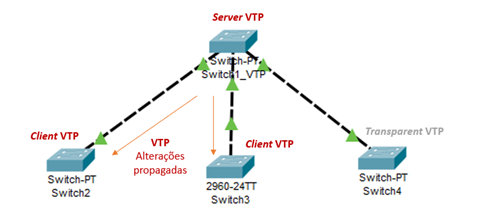 Server VTP
Switch-PT
Switch1_VTP
Client VTP
VTP
Alterações
propagadas
Client VTP
Transparent VTP
Switch-PT
Switch2
2960-24TT
Switch3
Switch-PT
Switch4